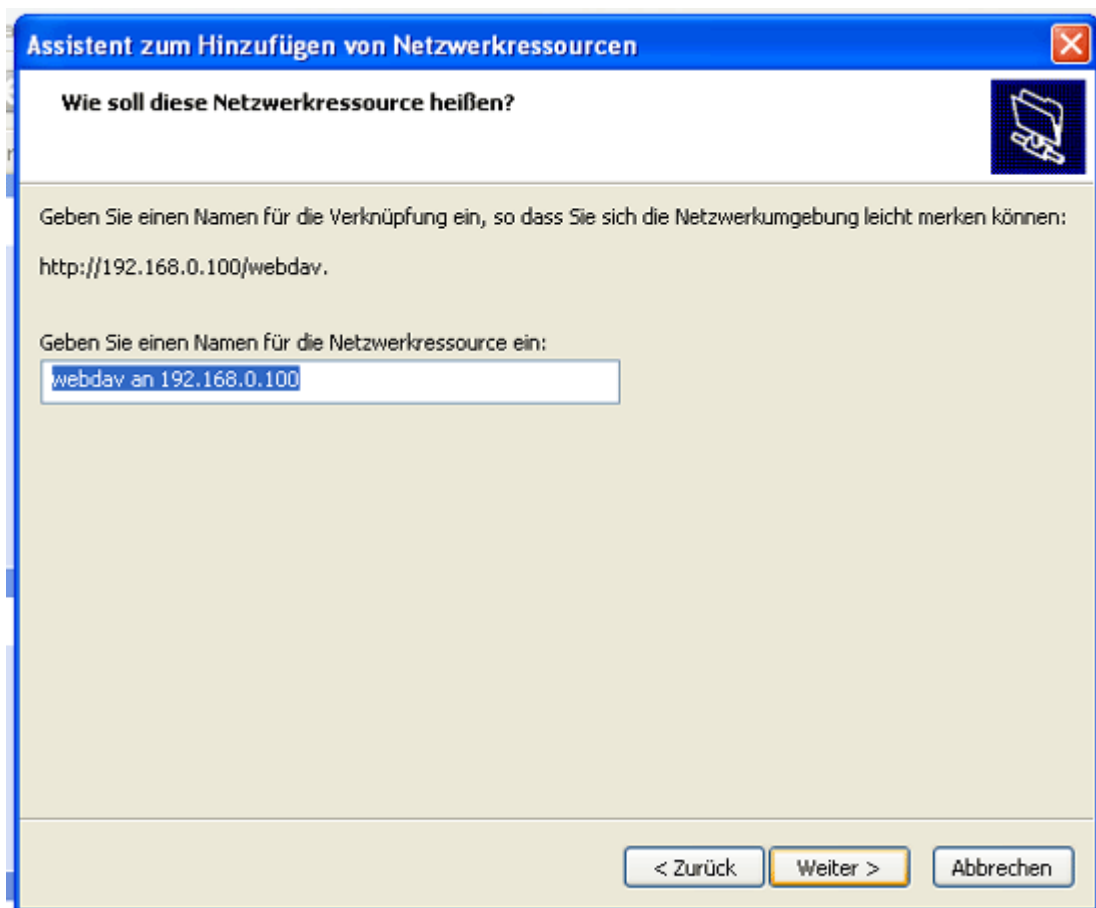 Assistent zum Hinzufügen von Netzwerkressourcen
Wie soll diese Netzwerkressource heißen?
Geben Sie einen Namen für die Verknüpfung ein, so dass Sie sich die Netzwerkumgebung leicht merken können:
http://192.168.0.100/webdav.
Geben Sie einen Namen für die Netzwerkressource ein:
webdav an 192.168.0.100
< Zurück
Weiter >
Abbrechen